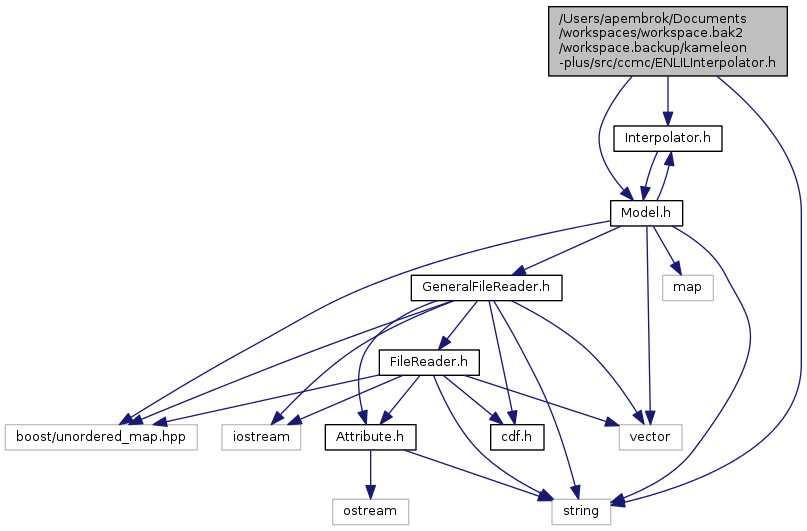 /Users/apembrok/Documents
/workspaces/workspace.bak2
/workspace.backup/kameleon
-plus/src/ccmc/ENLILInterpolator.h
Interpolator.h
Model.h
GeneralFileReader.h
map
FileReader.h
boost/unordered_map.hpp
iostream
Attribute.h
cdf.h
vector
ostream
string